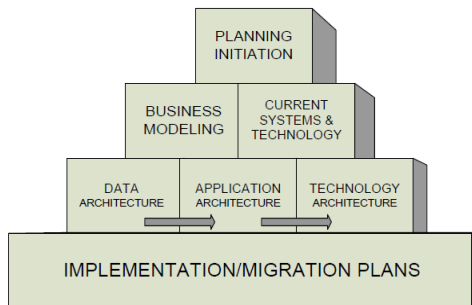 PLANNING
INITIATION
BUSINESS
MODELING
CURRENT
SYSTEMS &
TECHNOLOGY
DATA
ARCHITECTURE
APPLICATION
ARCHITECTURE
TECHNOLOGY
ARCHITECTURE
IMPLEMENTATION/MIGRATION PLANS